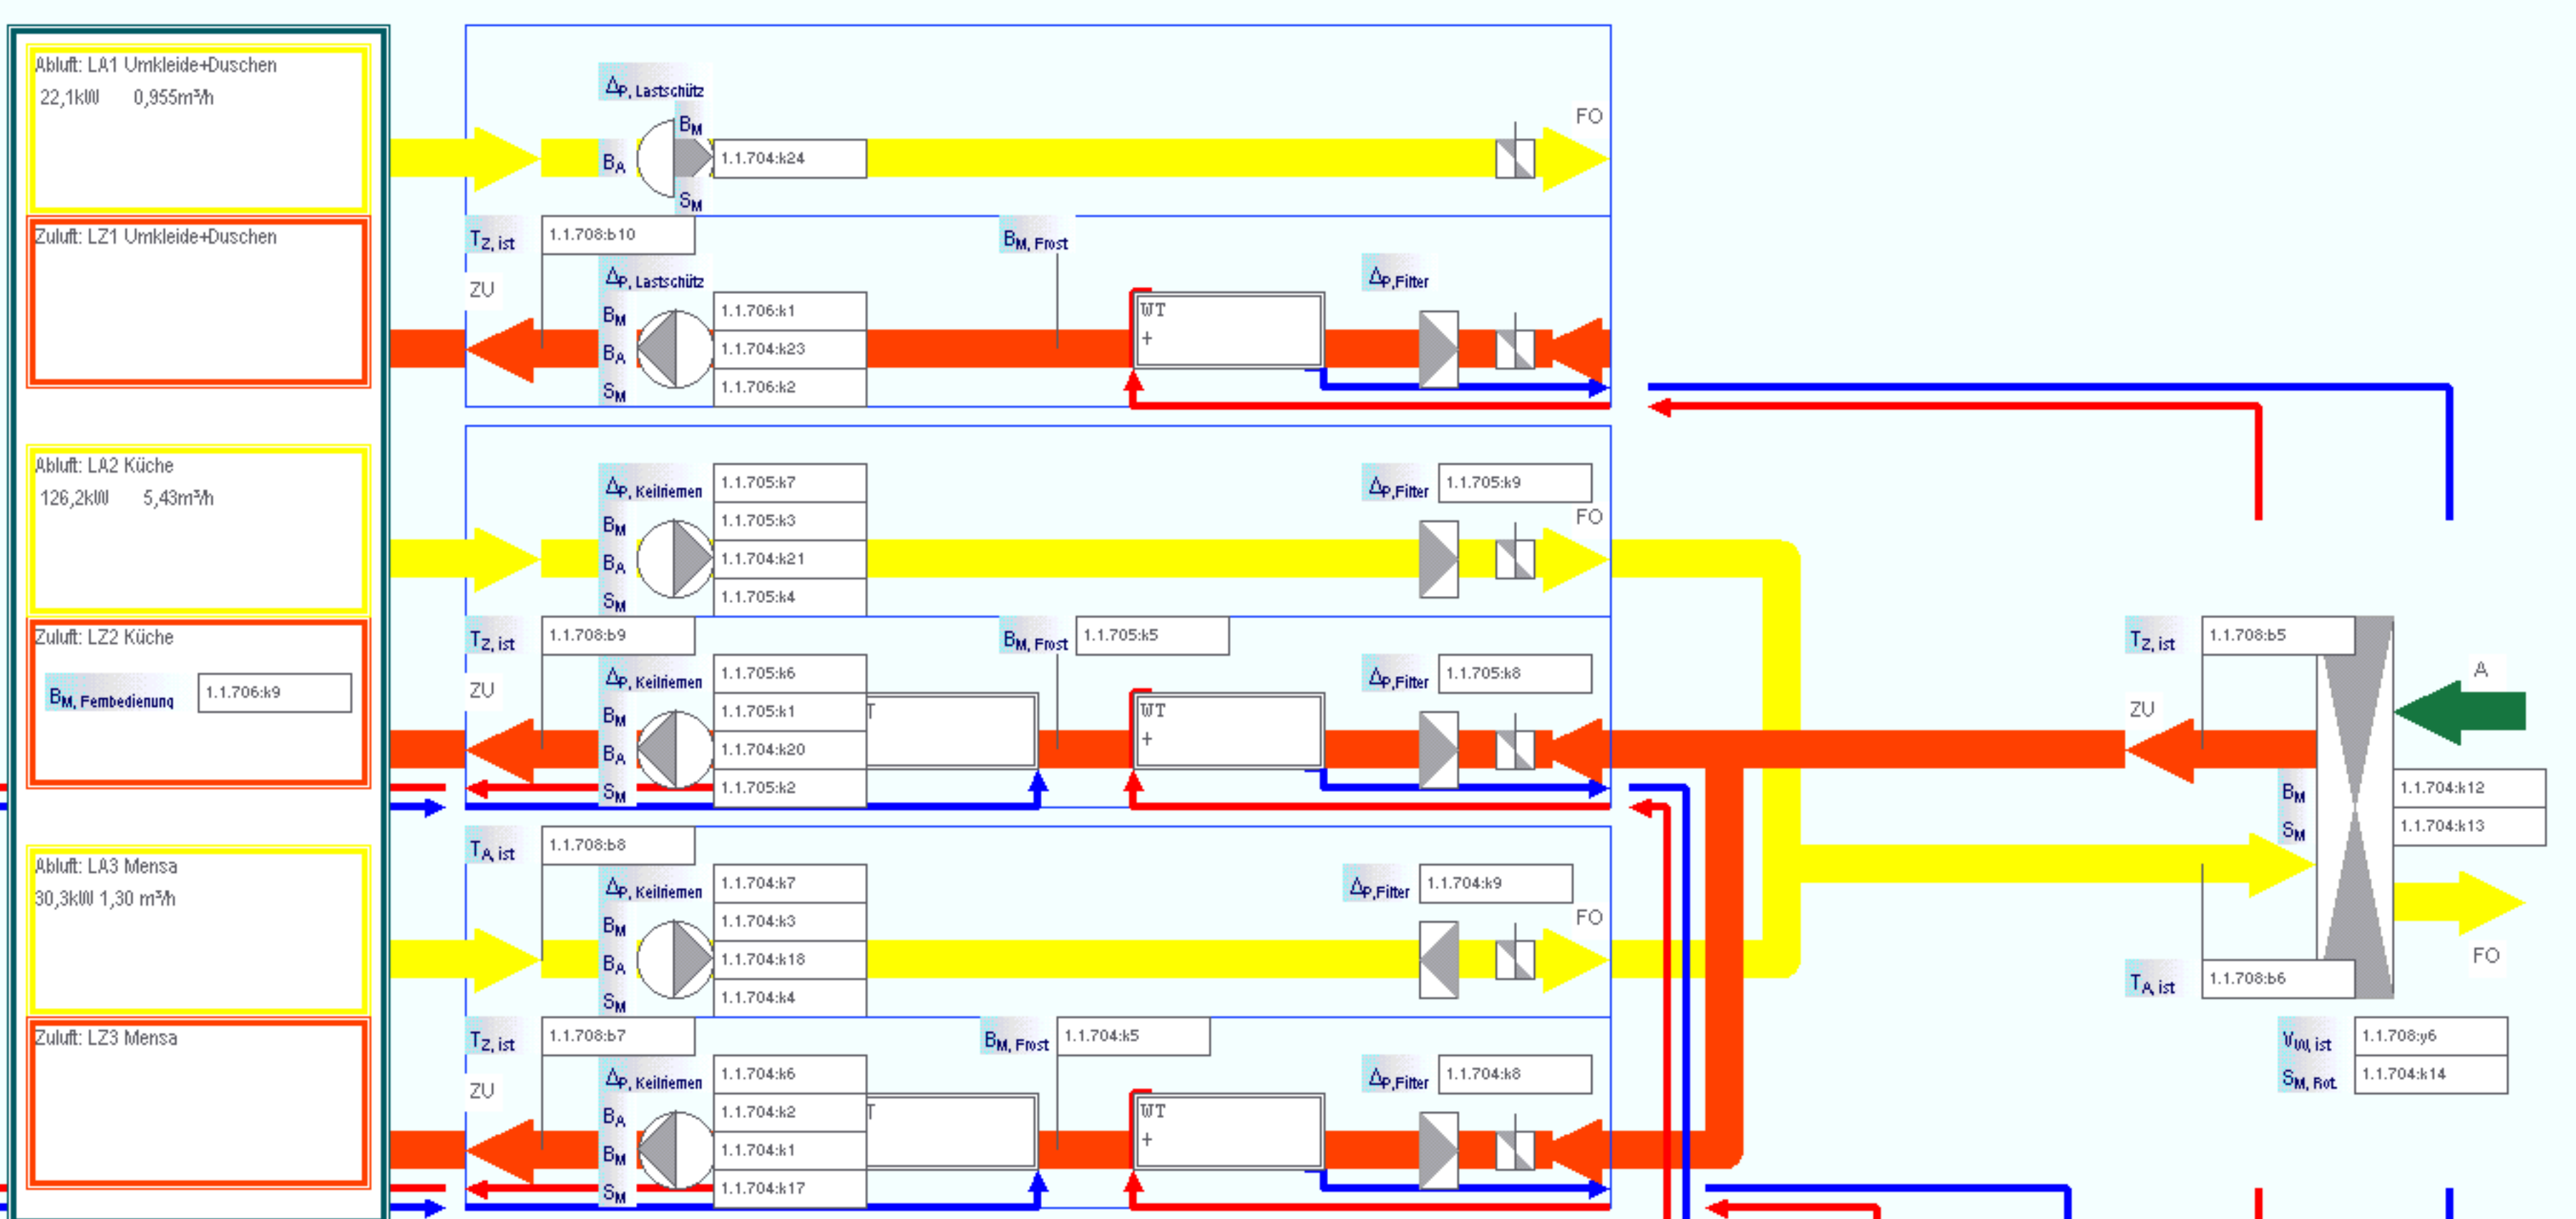 Abluft: LA1 Umkleide+Duschen
22,1kW 0,955m³/h
ΔP, Lastschütz
BM
BA
1.1.704:k24
SM
FO
Zuluft: LZ1 Umkleide+Duschen
TZ, ist
1.1.708:b10
BM, Frost
ZU
ΔP, Lastschütz
ΔP,Filter
BM
1.1.706:k1
BA
1.1.704:k23
SM
1.1.706:k2
WT
+
Abluft: LA2 Küche
126,2kW 5,43m³/h
ΔP, Keilriemen
1.1.705:k7
BM
1.1.705:k3
BA
1.1.704:k21
SM
1.1.705:k4
ΔP,Filter
1.1.705:k9
FO
Zuluft: LZ2 Küche
BM, Fernbedienung
1.1.706:k9
TZ, ist
1.1.708:b9
BM, Frost
1.1.705:k5
ZU
ΔP, Keilriemen
1.1.705:k6
BM
1.1.705:k1
BA
1.1.704:k20
SM
1.1.705:k2
T
WT
+
ΔP,Filter
1.1.705:k8
TZ, ist
1.1.708:b5
A
ZU
BM
1.1.704:k12
SM
1.1.704:k13
Abluft: LA3 Mensa
30,3kW 1,30 m³/h
TA, ist
1.1.708:b8
ΔP, Keilriemen
1.1.704:k7
BM
1.1.704:k3
BA
1.1.704:k18
SM
1.1.704:k4
ΔP,Filter
1.1.704:k9
FO
FO
TA, ist
1.1.708:b6
Zuluft: LZ3 Mensa
TZ, ist
1.1.708:b7
BM, Frost
1.1.704:k5
ZU
ΔP, Keilriemen
1.1.704:k6
BA
1.1.704:k2
BM
1.1.704:k1
SM
1.1.704:k17
T
WT
+
ΔP,Filter
1.1.704:k8
YW, ist
1.1.708:y6
SM, Rot.
1.1.704:k14